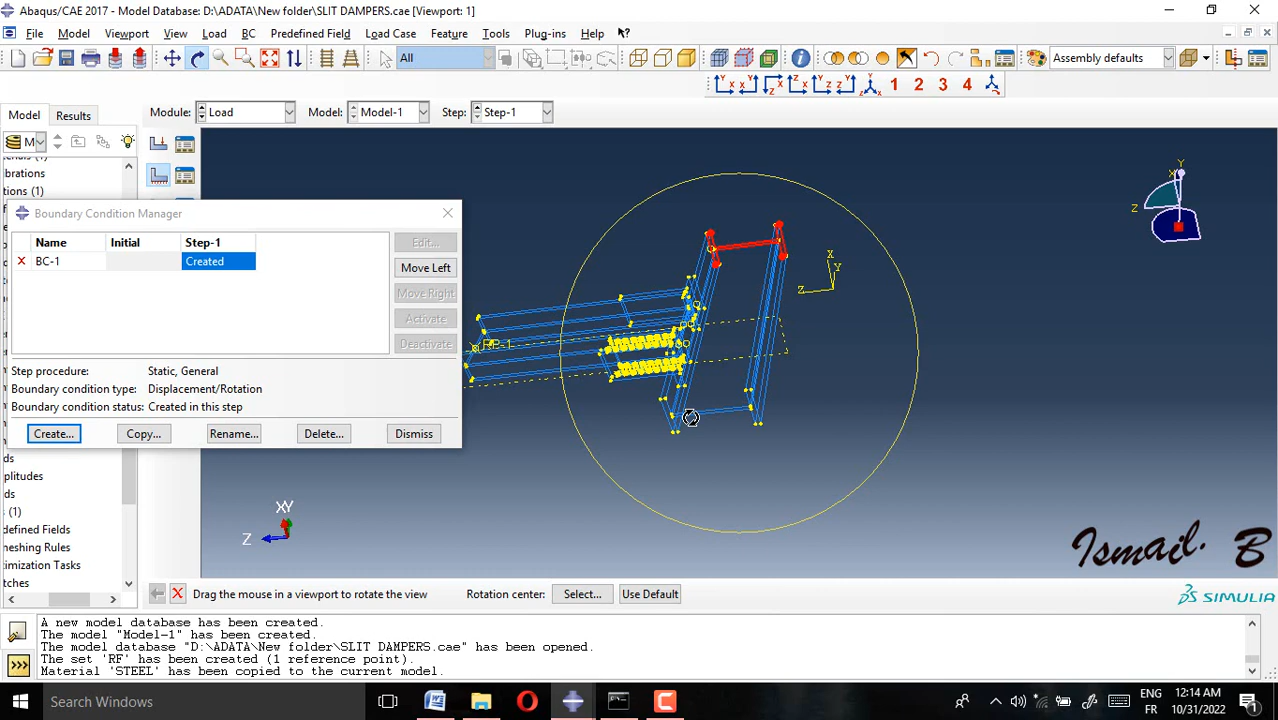 Abaqus/CAE 2017 - Model Database: D:\ADATA\New folder\SLIT DAMPERS.cae [Viewport: 1]
File Model Viewport View Load BC Predefined Field Load Case Feature Tools Plug-ins Help
All Assembly defaults
1 2 3 4
Model Results
Module: Load Model: Model-1 Step: Step-1
M
ibrations
tions (1)
Boundary Condition Manager
Name Initial Step-1
BC-1 Created
Edit...
Move Left
Move Right
Activate
Deactivate
Step procedure: Static, General
Boundary condition type: Displacement/Rotation
Boundary condition status: Created in this step
Create... Copy... Rename... Delete... Dismiss
ds
nplitudes
ds
s (1)
defined Fields
meshing Rules
timization Tasks
tches
RP-1
X
Y
Z
Y
X
Z
XY
Z
Ismail. B
Drag the mouse in a viewport to rotate the view Rotation center: Select... Use Default
SIMULIA
A new model database has been created.
The model "Model-1" has been created.
The model database "D:\ADATA\New folder\SLIT DAMPERS.cae" has been opened.
The set 'RF' has been created (1 reference point).
Material 'STEEL' has been copied to the current model.
Search Windows
ENG
FR
12:14 AM
10/31/2022
1